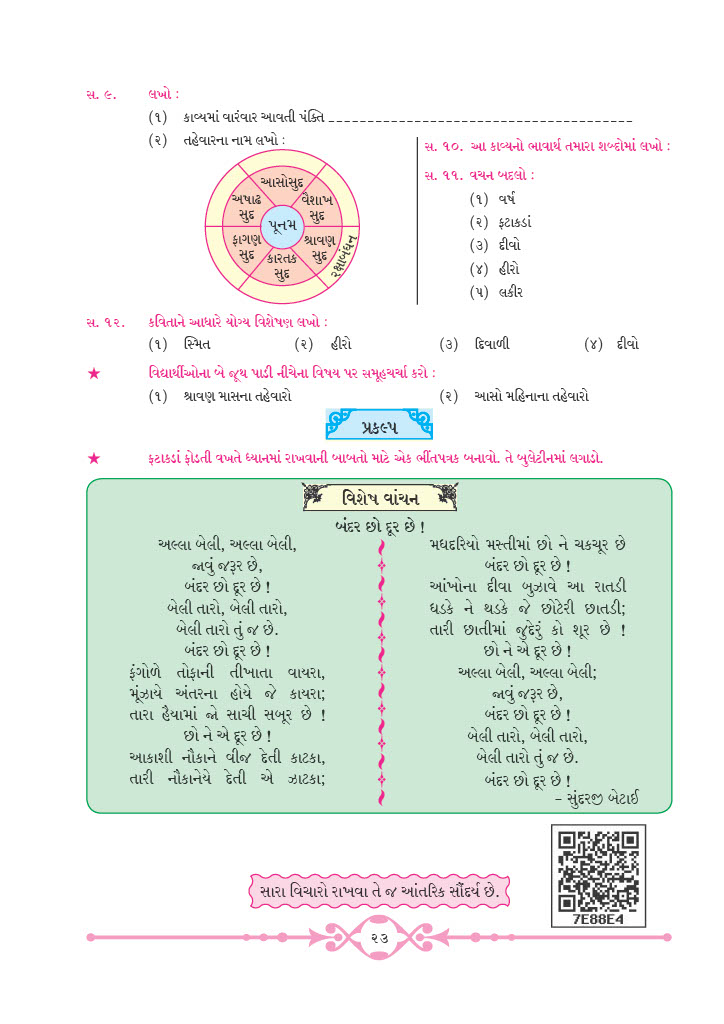 સ. ૯. લખો :
(૧) કાવ્યમાં વારંવાર આવતી પંક્તિ _ _ _ _ _ _ _ _ _ _ _ _ _ _ _ _ _ _ _ _ _ _ _ _ _ _ _ _ _ _ _ _ _ _ _ _ _ _
(૨) તહેવારના નામ લખો :
આસોસુદ
વૈશાખ
સુદ
શ્રાવણ
સુદ
રક્ષાબંધન
કારતક
સુદ
ફાગણ
સુદ
અષાઢ
સુદ
પૂનમ
સ. ૧૦. આ કાવ્યનો ભાવાર્થ તમારા શબ્દોમાં લખો :
સ. ૧૧. વચન બદલો :
(૧) વર્ષ
(૨) ફટાકડાં
(૩) દીવો
(૪) હીરો
(૫) લકીર
સ. ૧૨. કવિતાને આધારે યોગ્ય વિશેષણ લખો :
(૧) સ્મિત (૨) હીરો (૩) દિવાળી (૪) દીવો
★ વિદ્યાર્થીઓના બે જૂથ પાડી નીચેના વિષય પર સમૂહચર્ચા કરો :
(૧) શ્રાવણ માસના તહેવારો (૨) આસો મહિનાના તહેવારો
પ્રકલ્પ
★ ફટાકડાં ફોડતી વખતે ધ્યાનમાં રાખવાની બાબતો માટે એક ભીંતપત્રક બનાવો. તે બુલેટીનમાં લગાડો.
વિશેષ વાંચન
બંદર છો દૂર છે !
અલ્લા બેલી, અલ્લા બેલી,
જાવું જરૂર છે,
બંદર છો દૂર છે !
બેલી તારો, બેલી તારો,
બેલી તારો તું જ છે.
બંદર છો દૂર છે !
ફંગોળે તોફાની તીખાતા વાયરા,
મૂંઝાયે અંતરના હોયે જે કાયરા;
તારા હૈયામાં જો સાચી સબૂર છે !
છો ને એ દૂર છે !
આકાશી નૌકાને વીજ દેતી કાટકા,
તારી નૌકાનેયે દેતી એ ઝાટકા;
મધદરિયો મસ્તીમાં છો ને ચકચૂર છે
બંદર છો દૂર છે !
આંખોના દીવા બુઝાવે આ રાતડી
ધડકે ને થડકે જે છોટેરી છાતડી;
તારી છાતીમાં જુદેરું કો શૂર છે !
છો ને એ દૂર છે !
અલ્લા બેલી, અલ્લા બેલી;
જાવું જરૂર છે,
બંદર છો દૂર છે !
બેલી તારો, બેલી તારો,
બેલી તારો તું જ છે.
બંદર છો દૂર છે !
– સુંદરજી બેટાઈ
7E88E4
સારા વિચારો રાખવા તે જ આંતરિક સૌંદર્ય છે.
૨૩